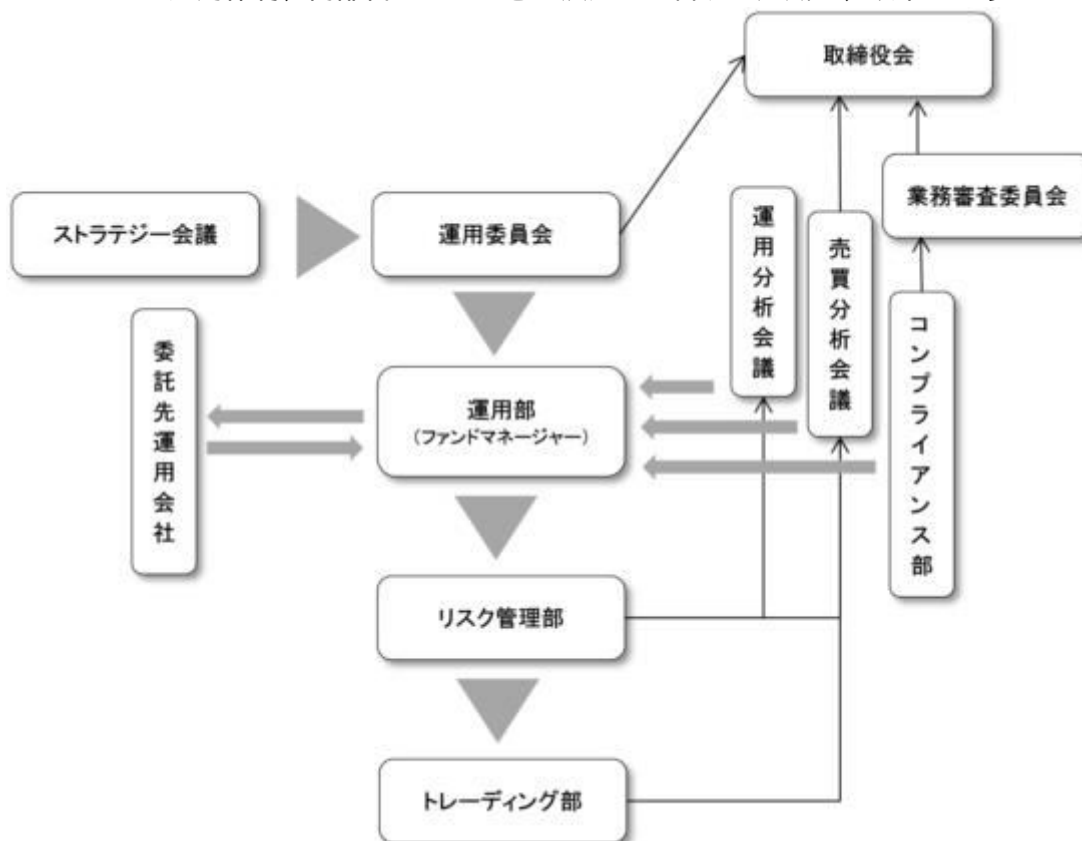 取締役会
業務審査委員会
ストラテジー会議
運用委員会
運用分析会議
売買分析会議
コンプライアンス部
委託先運用会社
運用部
(ファンドマネージャー)
リスク管理部
トレーディング部